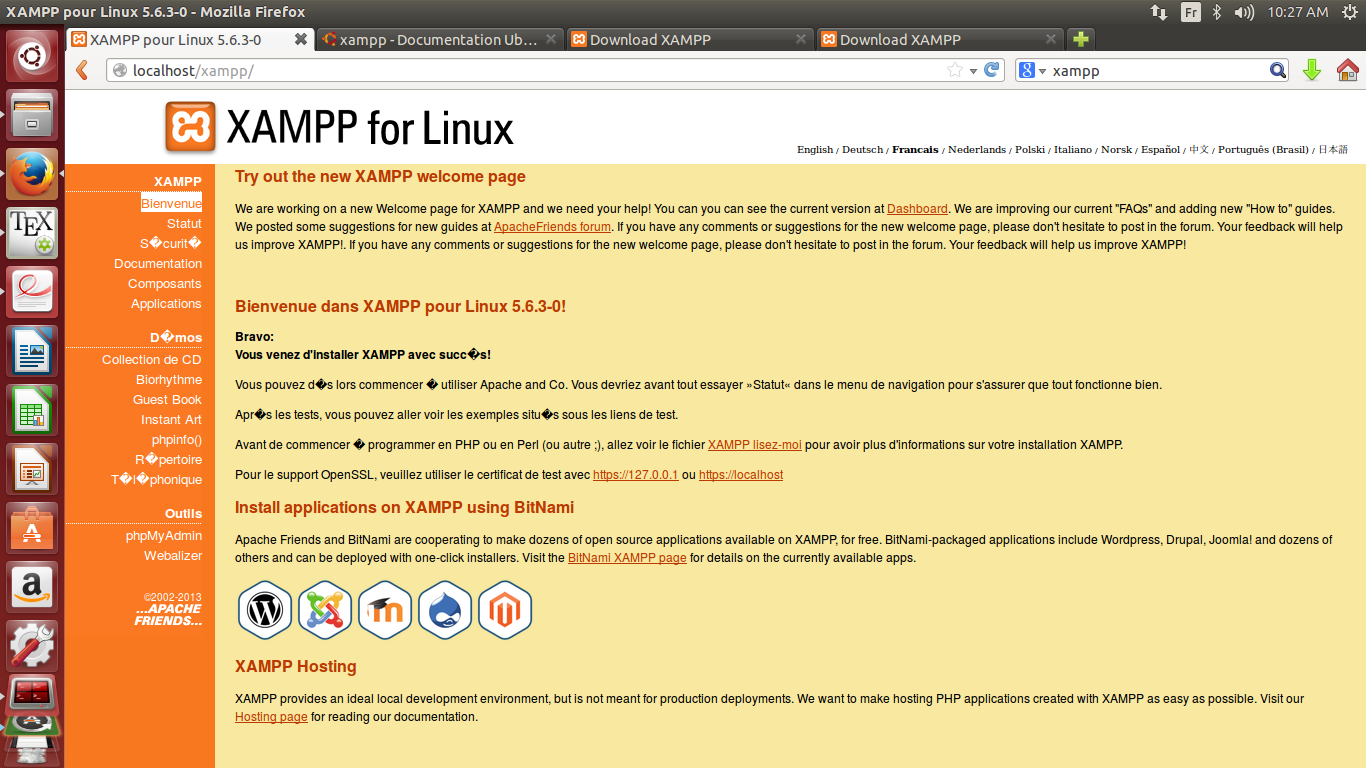 XAMPP pour Linux 5.6.3-0 - Mozilla Firefox
Fr
10:27 AM
XAMPP pour Linux 5.6.3-0
xampp - Documentation Ub...
Download XAMPP
Download XAMPP
localhost/xampp/
xampp
XAMPP for Linux
English / Deutsch / Francais / Nederlands / Polski / Italiano / Norsk / Español / 中文 / Português (Brasil) / 日本語
XAMPP
Bienvenue
Statut
S�curit�
Documentation
Composants
Applications
D�mos
Collection de CD
Biorhythme
Guest Book
Instant Art
phpinfo()
R�pertoire
T�l�phonique
Outils
phpMyAdmin
Webalizer
©2002-2013
...APACHE
FRIENDS...
Try out the new XAMPP welcome page
We are working on a new Welcome page for XAMPP and we need your help! You can you can see the current version at Dashboard. We are improving our current "FAQs" and adding new "How to" guides.
We posted some suggestions for new guides at ApacheFriends forum. If you have any comments or suggestions for the new welcome page, please don't hesitate to post in the forum. Your feedback will help
us improve XAMPP!. If you have any comments or suggestions for the new welcome page, please don't hesitate to post in the forum. Your feedback will help us improve XAMPP!
Bienvenue dans XAMPP pour Linux 5.6.3-0!
Bravo:
Vous venez d'installer XAMPP avec succ�s!
Vous pouvez d�s lors commencer � utiliser Apache and Co. Vous devriez avant tout essayer »Statut« dans le menu de navigation pour s'assurer que tout fonctionne bien.
Apr�s les tests, vous pouvez aller voir les exemples situ�s sous les liens de test.
Avant de commencer � programmer en PHP ou en Perl (ou autre ;), allez voir le fichier XAMPP lisez-moi pour avoir plus d'informations sur votre installation XAMPP.
Pour le support OpenSSL, veuillez utiliser le certificat de test avec https://127.0.0.1 ou https://localhost
Install applications on XAMPP using BitNami
Apache Friends and BitNami are cooperating to make dozens of open source applications available on XAMPP, for free. BitNami-packaged applications include Wordpress, Drupal, Joomla! and dozens of
others and can be deployed with one-click installers. Visit the BitNami XAMPP page for details on the currently available apps.
XAMPP Hosting
XAMPP provides an ideal local development environment, but is not meant for production deployments. We want to make hosting PHP applications created with XAMPP as easy as possible. Visit our
Hosting page for reading our documentation.
TEX